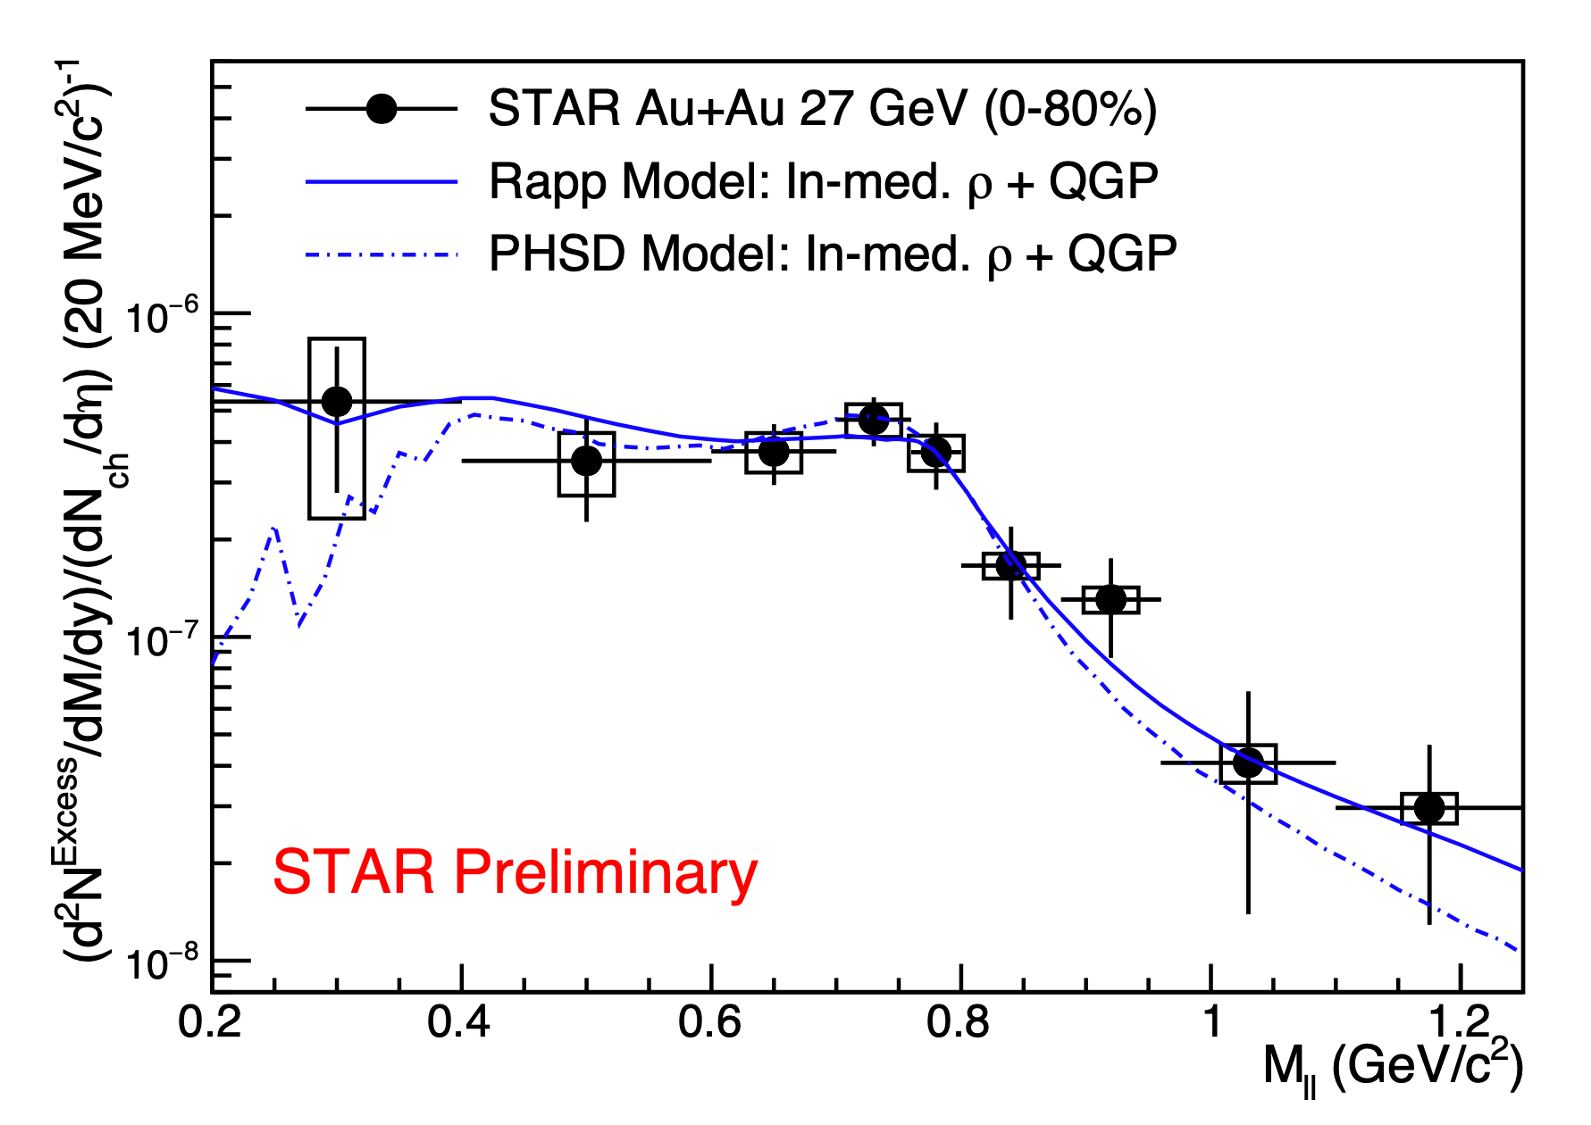 STAR Au+Au 27 GeV (0-80%)
Rapp Model: In-med. ρ + QGP
PHSD Model: In-med. ρ + QGP
(d²N^Excess/dM/dy)/(dN_ch/dη) (20 MeV/c²)⁻¹
10⁻⁶
10⁻⁷
10⁻⁸
STAR Preliminary
0.2 0.4 0.6 0.8 1 1.2
M_ll (GeV/c²)